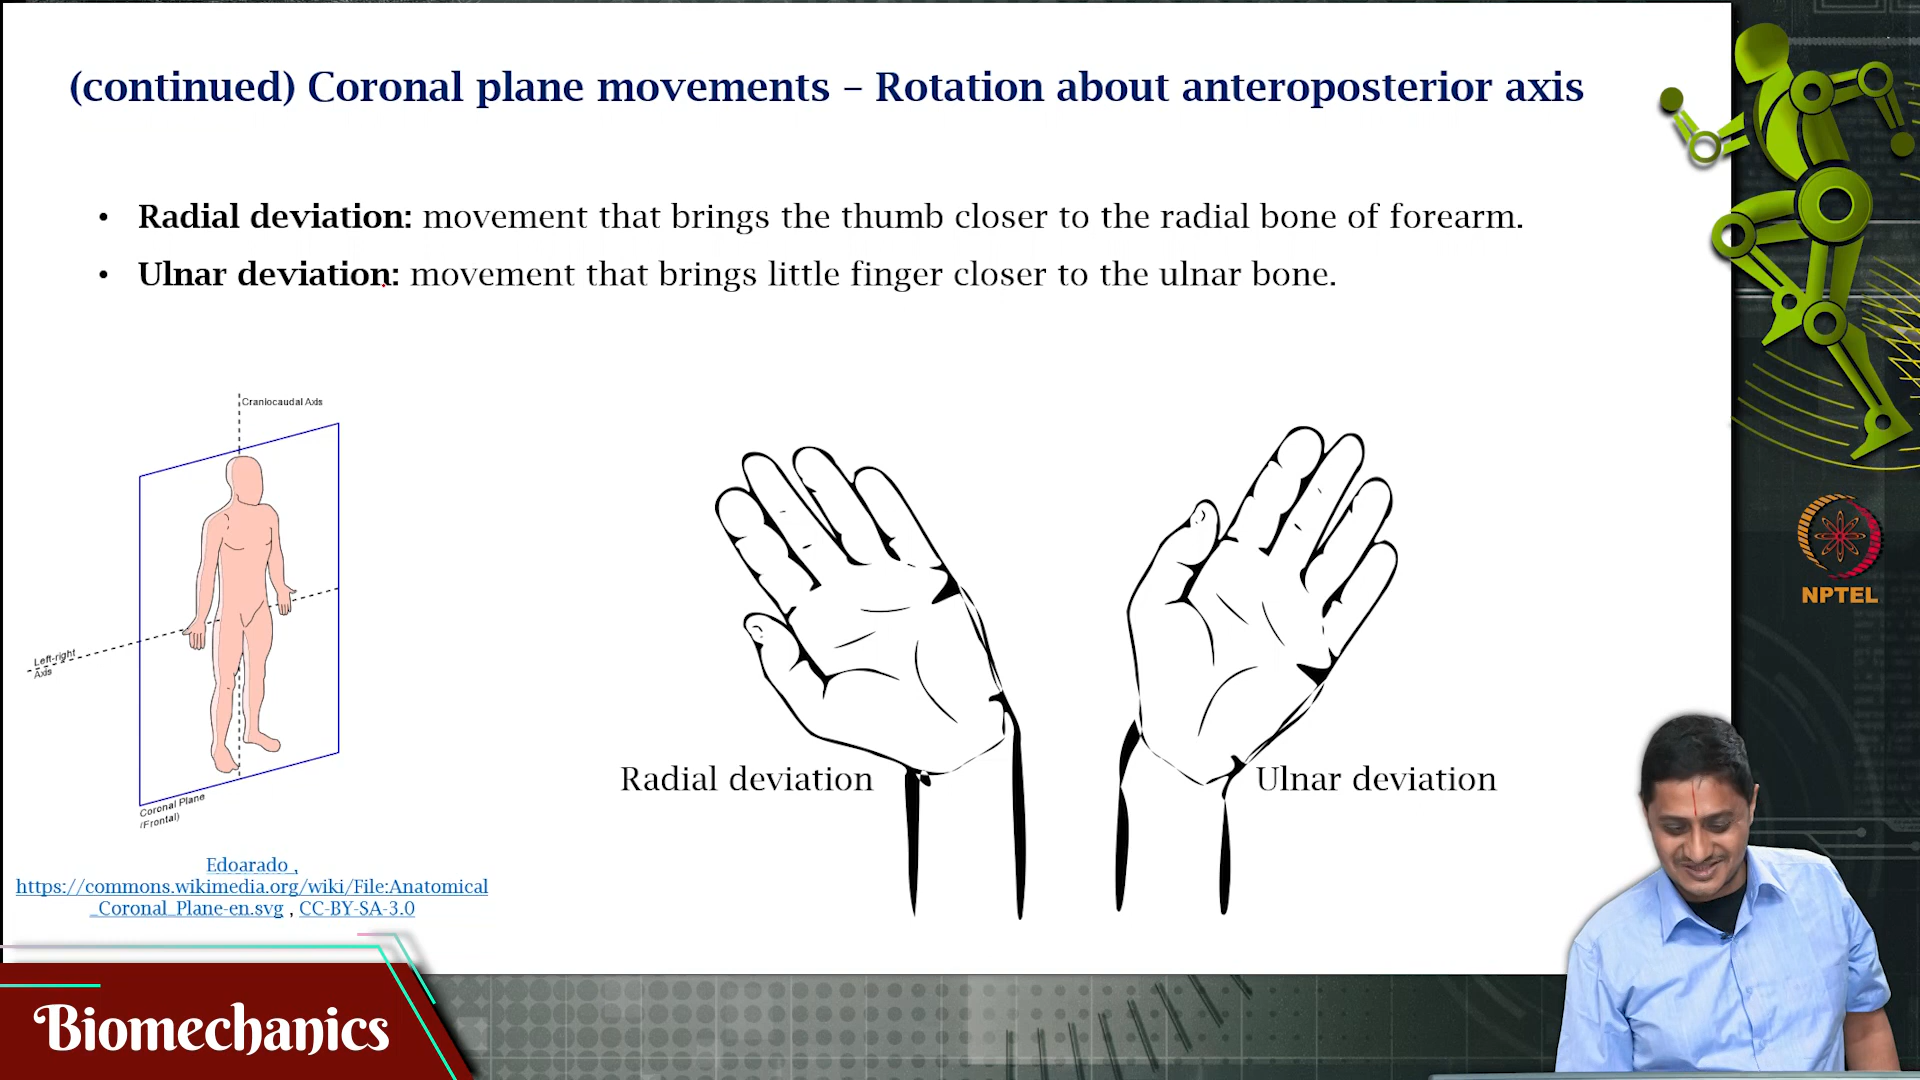 (continued) Coronal plane movements – Rotation about anteroposterior axis
• Radial deviation: movement that brings the thumb closer to the radial bone of forearm.
• Ulnar deviation: movement that brings little finger closer to the ulnar bone.
Craniocaudal Axis
Left-right
Axis
Coronal Plane
(Frontal)
Radial deviation
Ulnar deviation
Edoarado ,
https://commons.wikimedia.org/wiki/File:Anatomical
_Coronal_Plane-en.svg , CC-BY-SA-3.0
NPTEL
Biomechanics